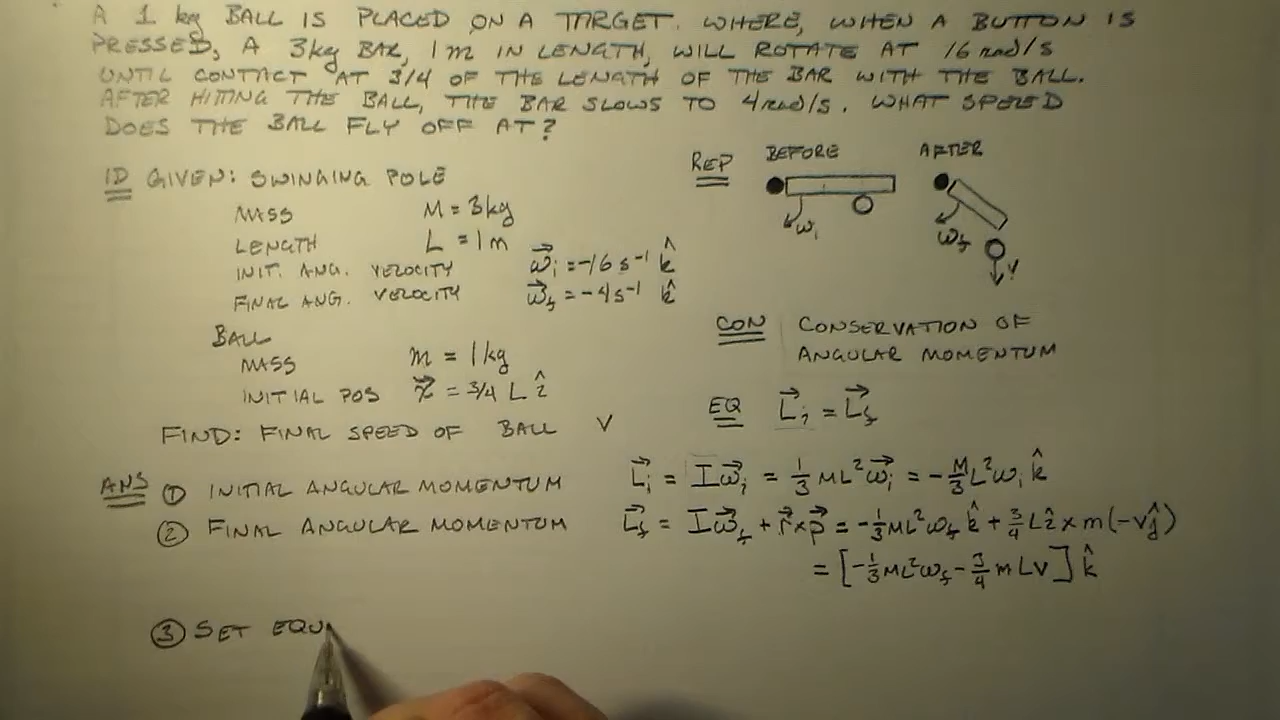 A 1 kg BALL IS PLACED ON A TARGET. WHERE, WHEN A BUTTON IS
PRESSED, A 3kg BAR, 1m IN LENGTH, WILL ROTATE AT 16 rad/s
UNTIL CONTACT AT 3/4 OF THE LENGTH OF THE BAR WITH THE BALL.
AFTER HITING THE BALL, THE BAR SLOWS TO 4rad/s. WHAT SPEED
DOES THE BALL FLY OFF AT?
ID GIVEN: SWINGING POLE
MASS M = 3kg
LENGTH L = 1m
INIT. ANG. VELOCITY ω⃗i = -16 s⁻¹ k̂
FINAL ANG. VELOCITY ω⃗f = -4 s⁻¹ k̂
BALL
MASS m = 1kg
INITIAL POS r⃗ = 3/4 L î
FIND: FINAL SPEED OF BALL V
REP BEFORE AFTER
ωi ωf
V
CON CONSERVATION OF
ANGULAR MOMENTUM
EQ L⃗i = L⃗f
ANS ① INITIAL ANGULAR MOMENTUM L⃗i = Iω⃗i = 1/3 ML²ω⃗i = -M/3 L²ωi k̂
② FINAL ANGULAR MOMENTUM L⃗f = Iω⃗f + r⃗×p⃗ = -1/3 ML²ωf k̂ + 3/4 Lî × m(-vĵ)
= [-1/3 ML²ωf - 3/4 mLv] k̂
③ SET EQU